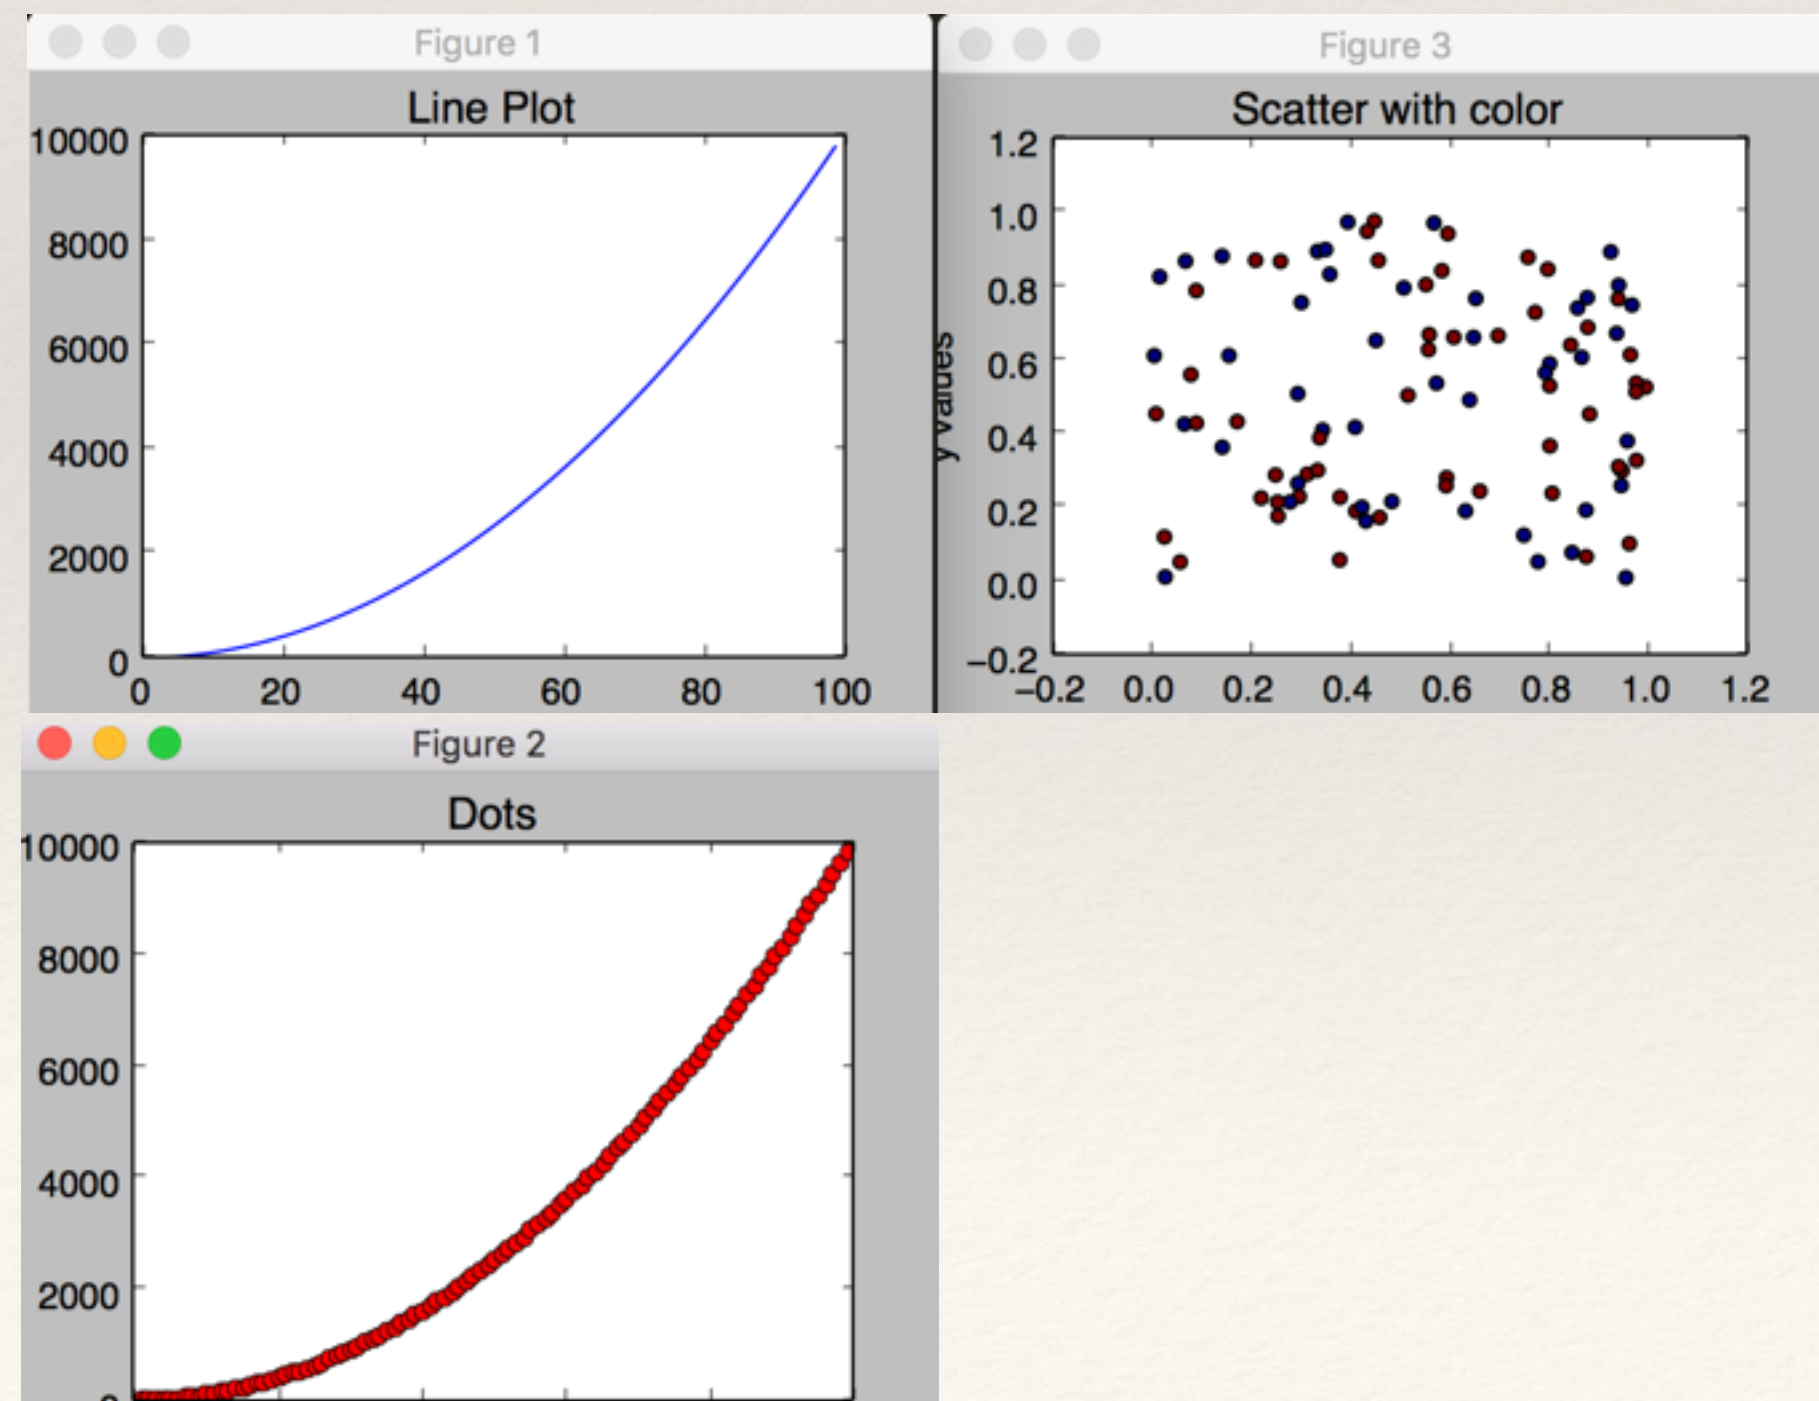 Figure 1
Line Plot
10000
8000
6000
4000
2000
0
0 20 40 60 80 100
Figure 3
Scatter with color
1.2
1.0
0.8
0.6
0.4
0.2
0.0
−0.2
y values
−0.2 0.0 0.2 0.4 0.6 0.8 1.0 1.2
Figure 2
Dots
10000
8000
6000
4000
2000
0